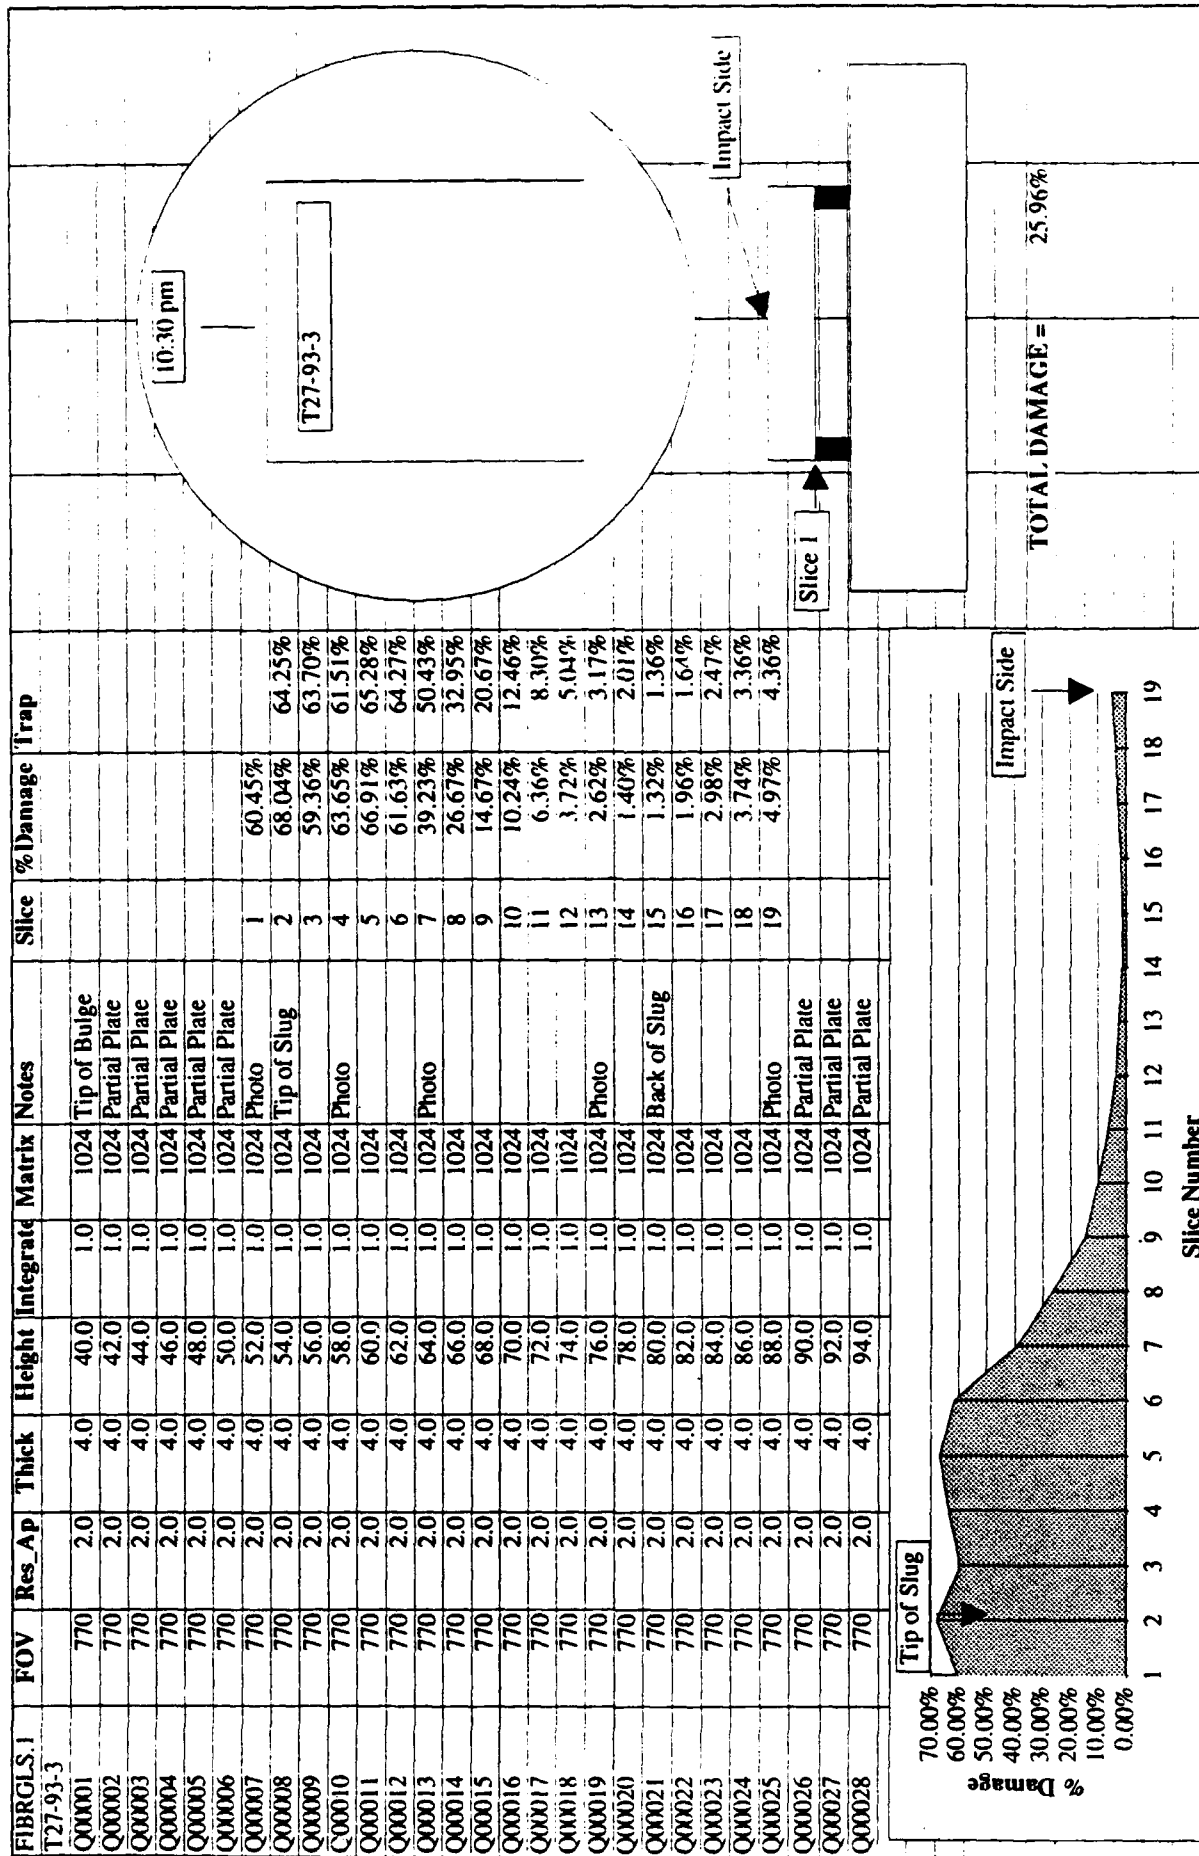 FIBRGLS.1 FOV Res_Ap Thick Height Integrate Matrix Notes Slice %Damage Trap
T27-93-3
Q00001 770 2.0 4.0 40.0 1.0 1024 Tip of Bulge
Q00002 770 2.0 4.0 42.0 1.0 1024 Partial Plate
Q00003 770 2.0 4.0 44.0 1.0 1024 Partial Plate
Q00004 770 2.0 4.0 46.0 1.0 1024 Partial Plate
Q00005 770 2.0 4.0 48.0 1.0 1024 Partial Plate
Q00006 770 2.0 4.0 50.0 1.0 1024 Partial Plate
Q00007 770 2.0 4.0 52.0 1.0 1024 Photo 1 60.45%
Q00008 770 2.0 4.0 54.0 1.0 1024 Tip of Slug 2 68.04% 64.25%
Q00009 770 2.0 4.0 56.0 1.0 1024 3 59.36% 63.70%
Q00010 770 2.0 4.0 58.0 1.0 1024 Photo 4 63.65% 61.51%
Q00011 770 2.0 4.0 60.0 1.0 1024 5 66.91% 65.28%
Q00012 770 2.0 4.0 62.0 1.0 1024 6 61.63% 64.27%
Q00013 770 2.0 4.0 64.0 1.0 1024 Photo 7 39.23% 50.43%
Q00014 770 2.0 4.0 66.0 1.0 1024 8 26.67% 32.95%
Q00015 770 2.0 4.0 68.0 1.0 1024 9 14.67% 20.67%
Q00016 770 2.0 4.0 70.0 1.0 1024 10 10.24% 12.46%
Q00017 770 2.0 4.0 72.0 1.0 1024 11 6.36% 8.30%
Q00018 770 2.0 4.0 74.0 1.0 1024 12 3.72% 5.04%
Q00019 770 2.0 4.0 76.0 1.0 1024 Photo 13 2.62% 3.17%
Q00020 770 2.0 4.0 78.0 1.0 1024 14 1.40% 2.01%
Q00021 770 2.0 4.0 80.0 1.0 1024 Back of Slug 15 1.32% 1.36%
Q00022 770 2.0 4.0 82.0 1.0 1024 16 1.96% 1.64%
Q00023 770 2.0 4.0 84.0 1.0 1024 17 2.98% 2.47%
Q00024 770 2.0 4.0 86.0 1.0 1024 18 3.74% 3.36%
Q00025 770 2.0 4.0 88.0 1.0 1024 Photo 19 4.97% 4.36%
Q00026 770 2.0 4.0 90.0 1.0 1024 Partial Plate
Q00027 770 2.0 4.0 92.0 1.0 1024 Partial Plate
Q00028 770 2.0 4.0 94.0 1.0 1024 Partial Plate
10:30 pm
T27-93-3
Impact Side
Slice 1
TOTAL DAMAGE = 25.96%
Tip of Slug
Impact Side
% Damage
70.00%
60.00%
50.00%
40.00%
30.00%
20.00%
10.00%
0.00%
1 2 3 4 5 6 7 8 9 10 11 12 13 14 15 16 17 18 19
Slice Number